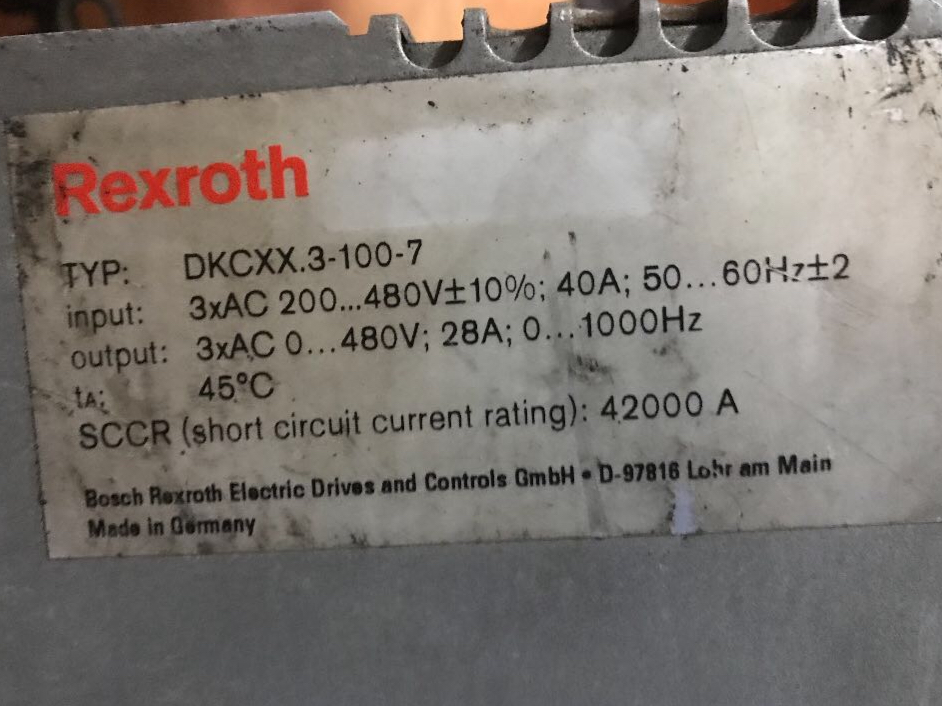 Rexroth
TYP: DKCXX.3-100-7
input: 3xAC 200...480V±10%; 40A; 50...60Hz±2
output: 3xAC 0...480V; 28A; 0...1000Hz
tA: 45°C
SCCR (short circuit current rating): 42000 A
Bosch Rexroth Electric Drives and Controls GmbH • D-97816 Lohr am Main
Made in Germany